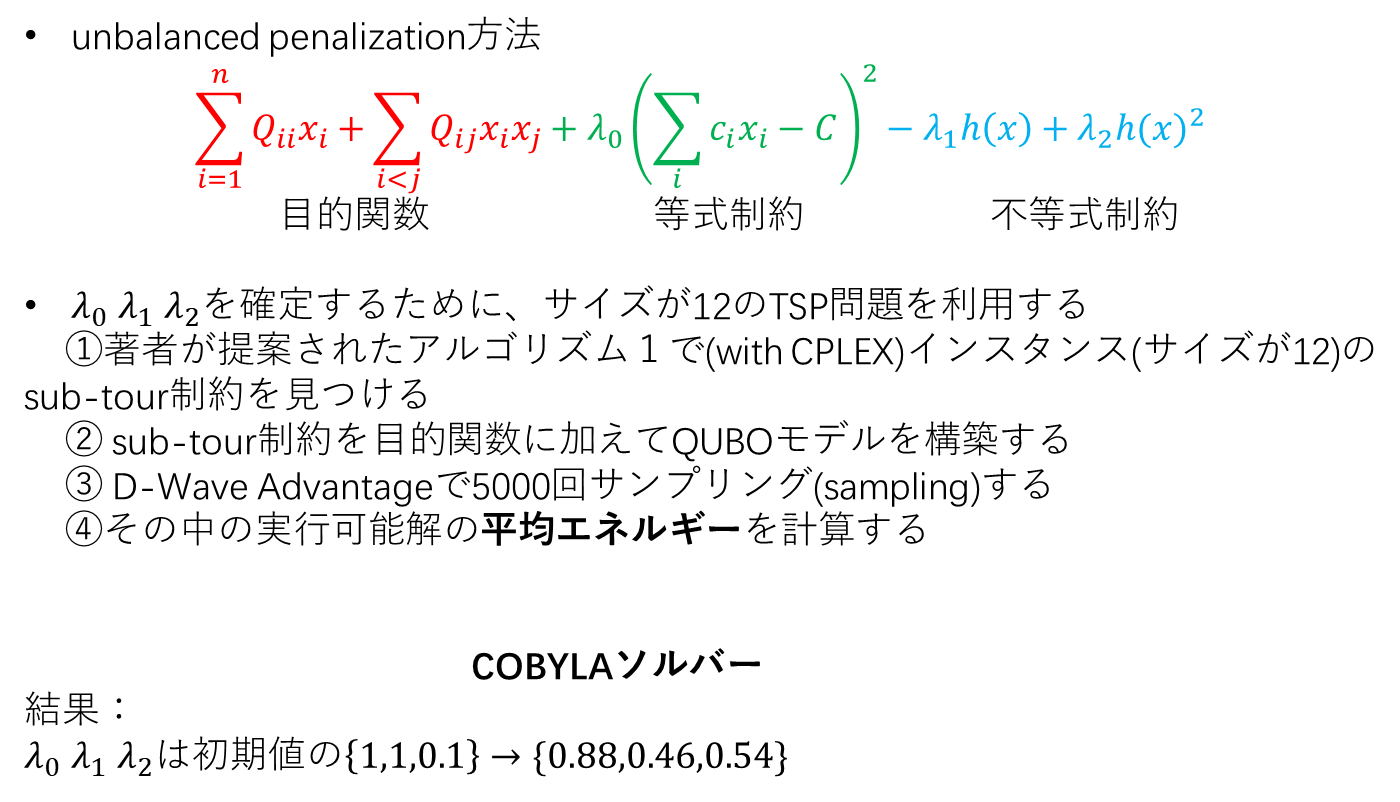 • unbalanced penalization方法
\sum_{i=1}^{n} Q_{ii}x_i + \sum_{i<j} Q_{ij}x_ix_j + λ_0 (\sum_i c_ix_i − C)^2 − λ_1h(x) + λ_2h(x)^2
目的関数 等式制約 不等式制約
• λ_0 λ_1 λ_2を確定するために、サイズが12のTSP問題を利用する
①著者が提案されたアルゴリズム１で(with CPLEX)インスタンス(サイズが12)の
sub-tour制約を見つける
② sub-tour制約を目的関数に加えてQUBOモデルを構築する
③ D-Wave Advantageで5000回サンプリング(sampling)する
④その中の実行可能解の平均エネルギーを計算する
COBYLAソルバー
結果：
λ_0 λ_1 λ_2は初期値の{1,1,0.1} → {0.88,0.46,0.54}